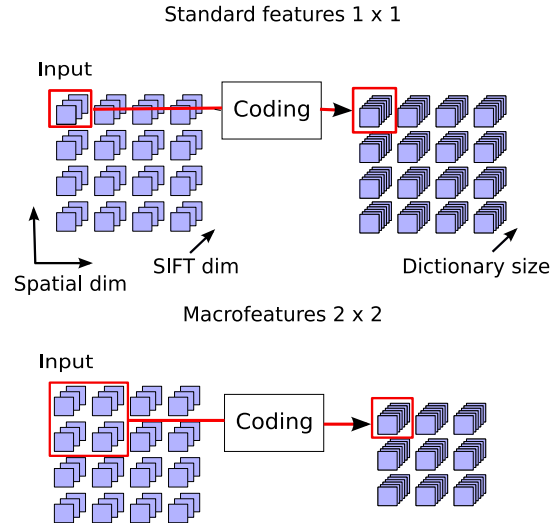 Standard features 1 x 1
Input
Coding
SIFT dim
Spatial dim
Dictionary size
Macrofeatures 2 x 2
Input
Coding